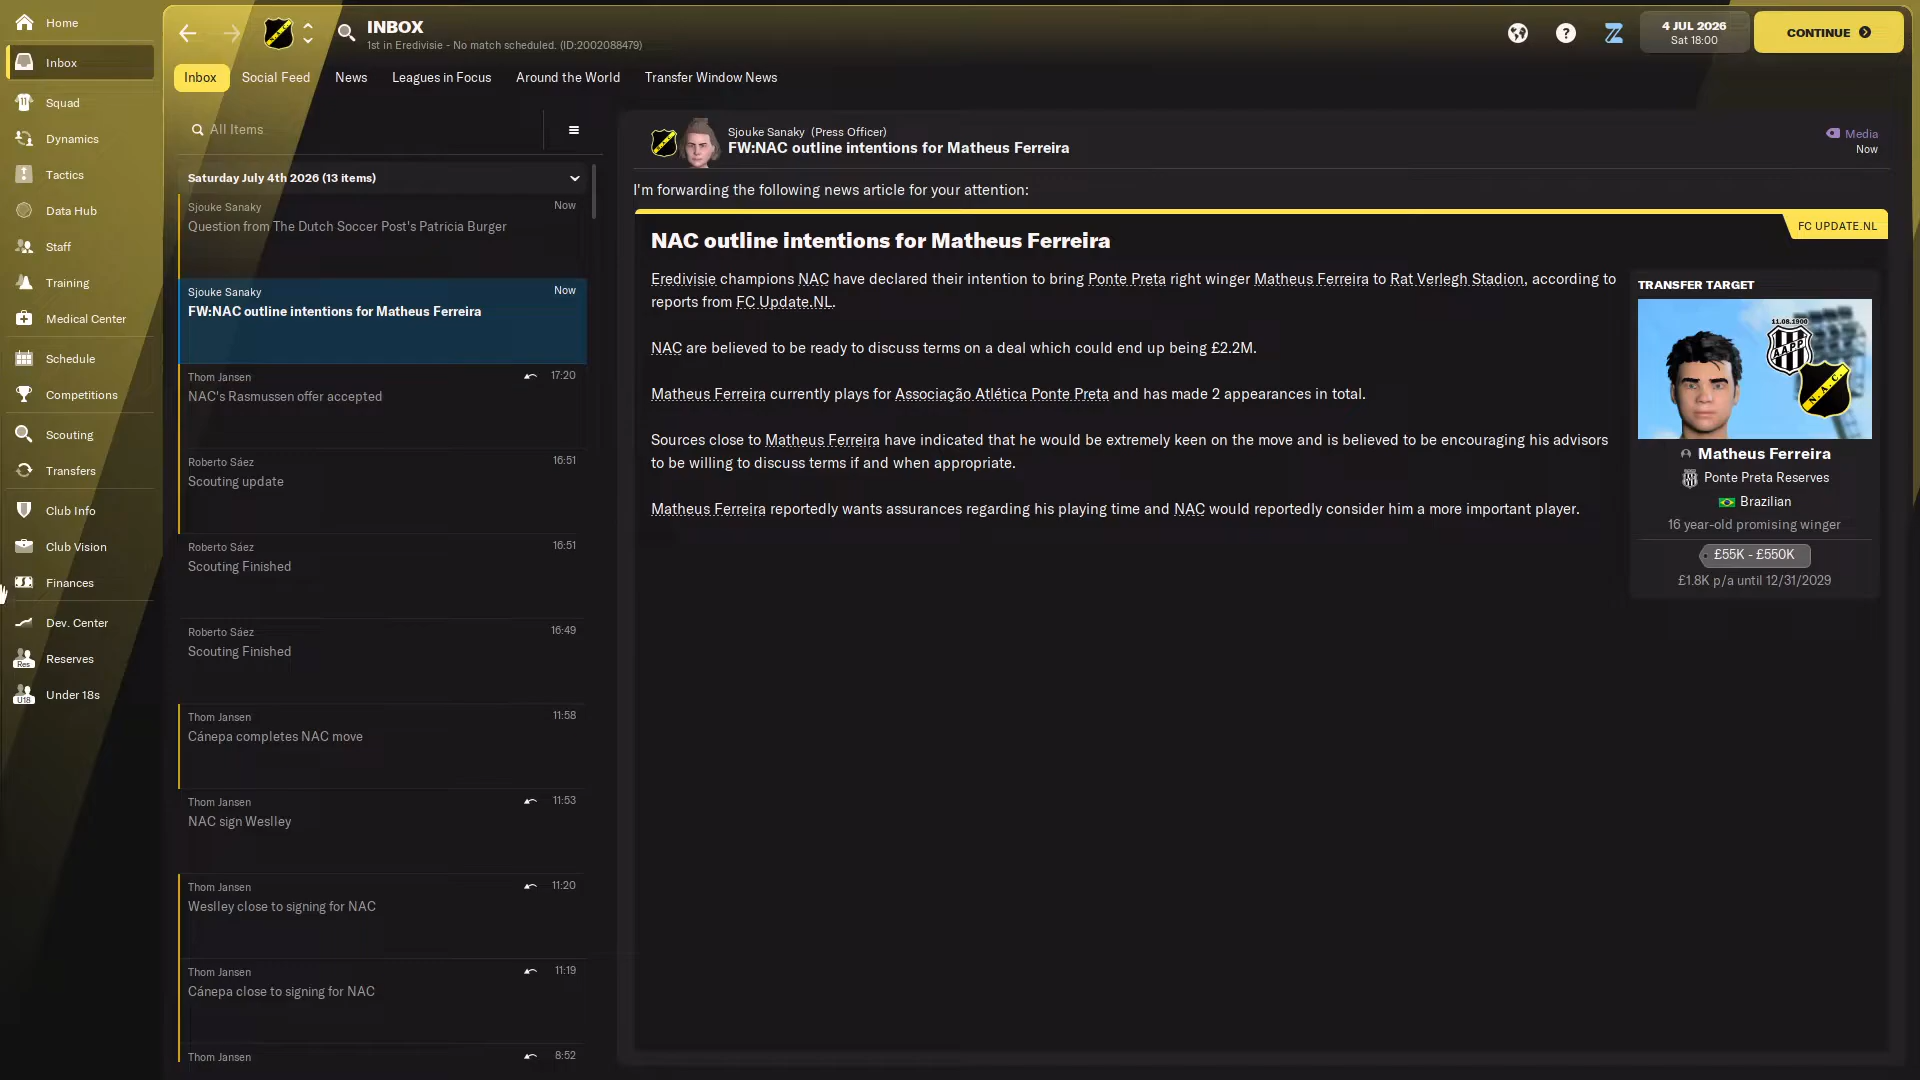 Home
Inbox
Squad
Dynamics
Tactics
Data Hub
Staff
Training
Medical Center
Schedule
Competitions
Scouting
Transfers
Club Info
Club Vision
Finances
Dev. Center
Res
Reserves
U18
Under 18s
INBOX
1st in Eredivisie - No match scheduled. (ID:2002088479)
4 JUL 2026
Sat 18:00
CONTINUE
Inbox
Social Feed
News
Leagues in Focus
Around the World
Transfer Window News
All Items
Saturday July 4th 2026 (13 items)
Sjouke Sanaky
Now
Question from The Dutch Soccer Post's Patricia Burger
Sjouke Sanaky
Now
FW:NAC outline intentions for Matheus Ferreira
Thom Jansen
17:20
NAC's Rasmussen offer accepted
Roberto Sáez
16:51
Scouting update
Roberto Sáez
16:51
Scouting Finished
Roberto Sáez
16:49
Scouting Finished
Thom Jansen
11:58
Cánepa completes NAC move
Thom Jansen
11:53
NAC sign Weslley
Thom Jansen
11:20
Weslley close to signing for NAC
Thom Jansen
11:19
Cánepa close to signing for NAC
Thom Jansen
8:52
Sjouke Sanaky (Press Officer)
FW:NAC outline intentions for Matheus Ferreira
Media
Now
I'm forwarding the following news article for your attention:
FC UPDATE.NL
NAC outline intentions for Matheus Ferreira
Eredivisie champions NAC have declared their intention to bring Ponte Preta right winger Matheus Ferreira to Rat Verlegh Stadion, according to
reports from FC Update.NL.
NAC are believed to be ready to discuss terms on a deal which could end up being £2.2M.
Matheus Ferreira currently plays for Associação Atlética Ponte Preta and has made 2 appearances in total.
Sources close to Matheus Ferreira have indicated that he would be extremely keen on the move and is believed to be encouraging his advisors
to be willing to discuss terms if and when appropriate.
Matheus Ferreira reportedly wants assurances regarding his playing time and NAC would reportedly consider him a more important player.
TRANSFER TARGET
11.08.1900
AAPP
N.A.C.
Matheus Ferreira
Ponte Preta Reserves
Brazilian
16 year-old promising winger
£55K - £550K
£1.8K p/a until 12/31/2029